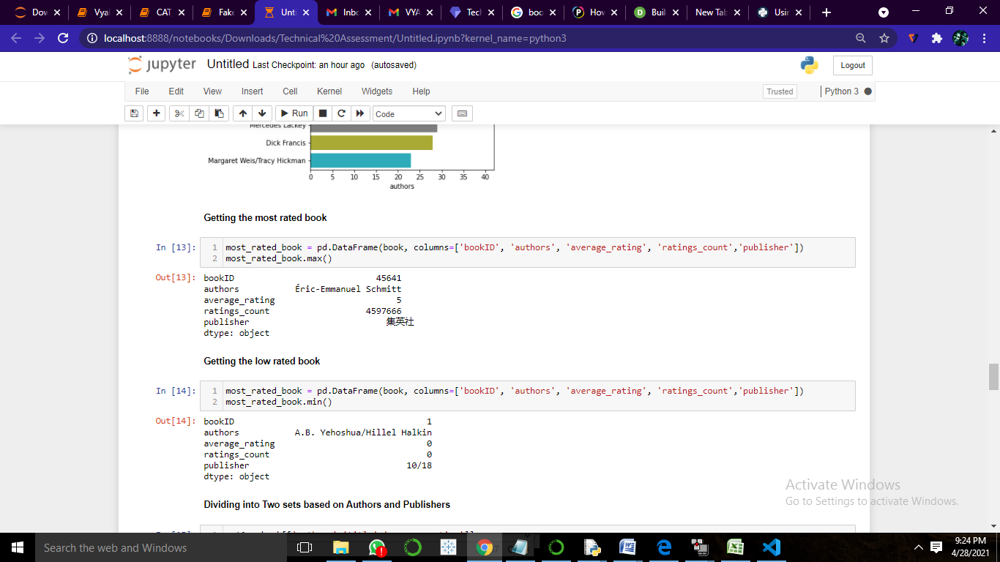 Dow
Vyal
CAT
Fake
Unti
Inbo
VYA
Tech
boo
How
Buil
New Tab
Usin
localhost:8888/notebooks/Downloads/Technical%20Assessment/Untitled.ipynb?kernel_name=python3
jupyter Untitled Last Checkpoint: an hour ago (autosaved)
Logout
File Edit View Insert Cell Kernel Widgets Help
Trusted Python 3
Run Code
Mercedes Lackey
Dick Francis
Margaret Weis/Tracy Hickman
0 5 10 15 20 25 30 35 40
authors
Getting the most rated book
In [13]:
1 most_rated_book = pd.DataFrame(book, columns=['bookID', 'authors', 'average_rating', 'ratings_count','publisher'])
2 most_rated_book.max()
Out[13]:
bookID 45641
authors Éric-Emmanuel Schmitt
average_rating 5
ratings_count 4597666
publisher 集英社
dtype: object
Getting the low rated book
In [14]:
1 most_rated_book = pd.DataFrame(book, columns=['bookID', 'authors', 'average_rating', 'ratings_count','publisher'])
2 most_rated_book.min()
Out[14]:
bookID 1
authors A.B. Yehoshua/Hillel Halkin
average_rating 0
ratings_count 0
publisher 10/18
dtype: object
Dividing into Two sets based on Authors and Publishers
Activate Windows
Go to Settings to activate Windows.
Search the web and Windows
9:24 PM
4/28/2021